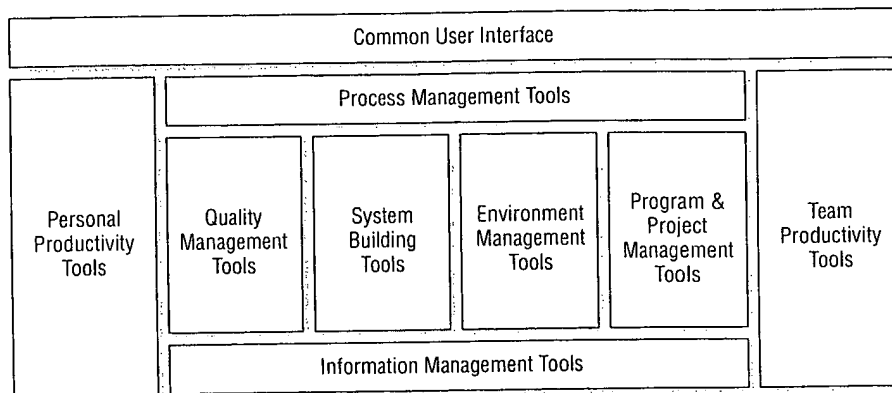 Common User Interface
Process Management Tools
Personal
Productivity
Tools
Quality
Management
Tools
System
Building
Tools
Environment
Management
Tools
Program &
Project
Management
Tools
Team
Productivity
Tools
Information Management Tools